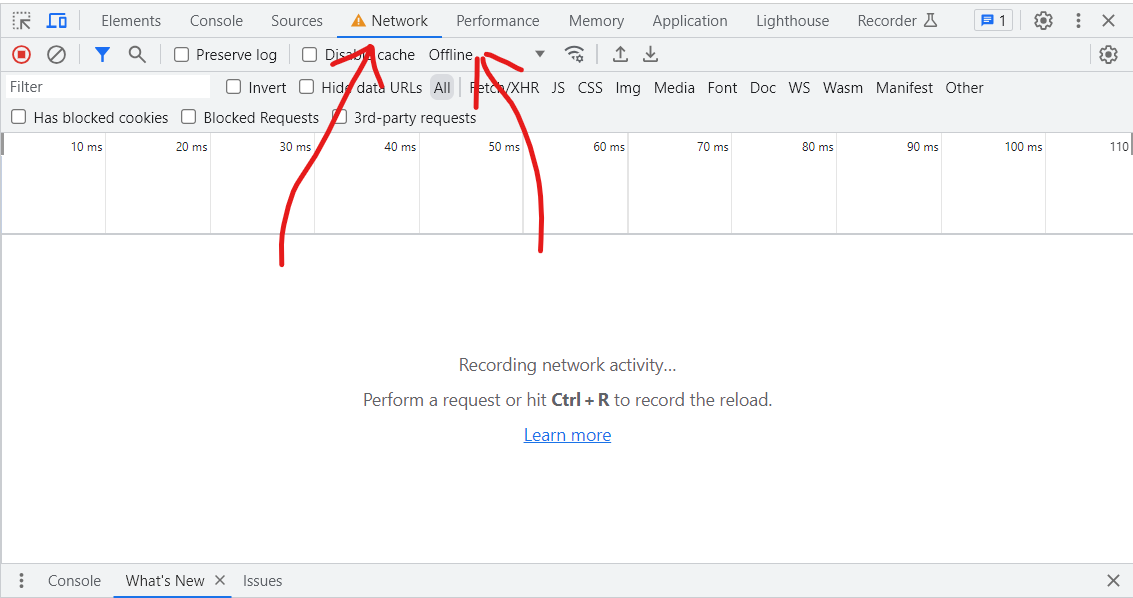 Elements Console Sources Network Performance Memory Application Lighthouse Recorder 1
Preserve log Disable cache Offline
Filter Invert Hide data URLs All Fetch/XHR JS CSS Img Media Font Doc WS Wasm Manifest Other
Has blocked cookies Blocked Requests 3rd-party requests
10 ms 20 ms 30 ms 40 ms 50 ms 60 ms 70 ms 80 ms 90 ms 100 ms 110
Recording network activity…
Perform a request or hit Ctrl + R to record the reload.
Learn more
Console What's New Issues